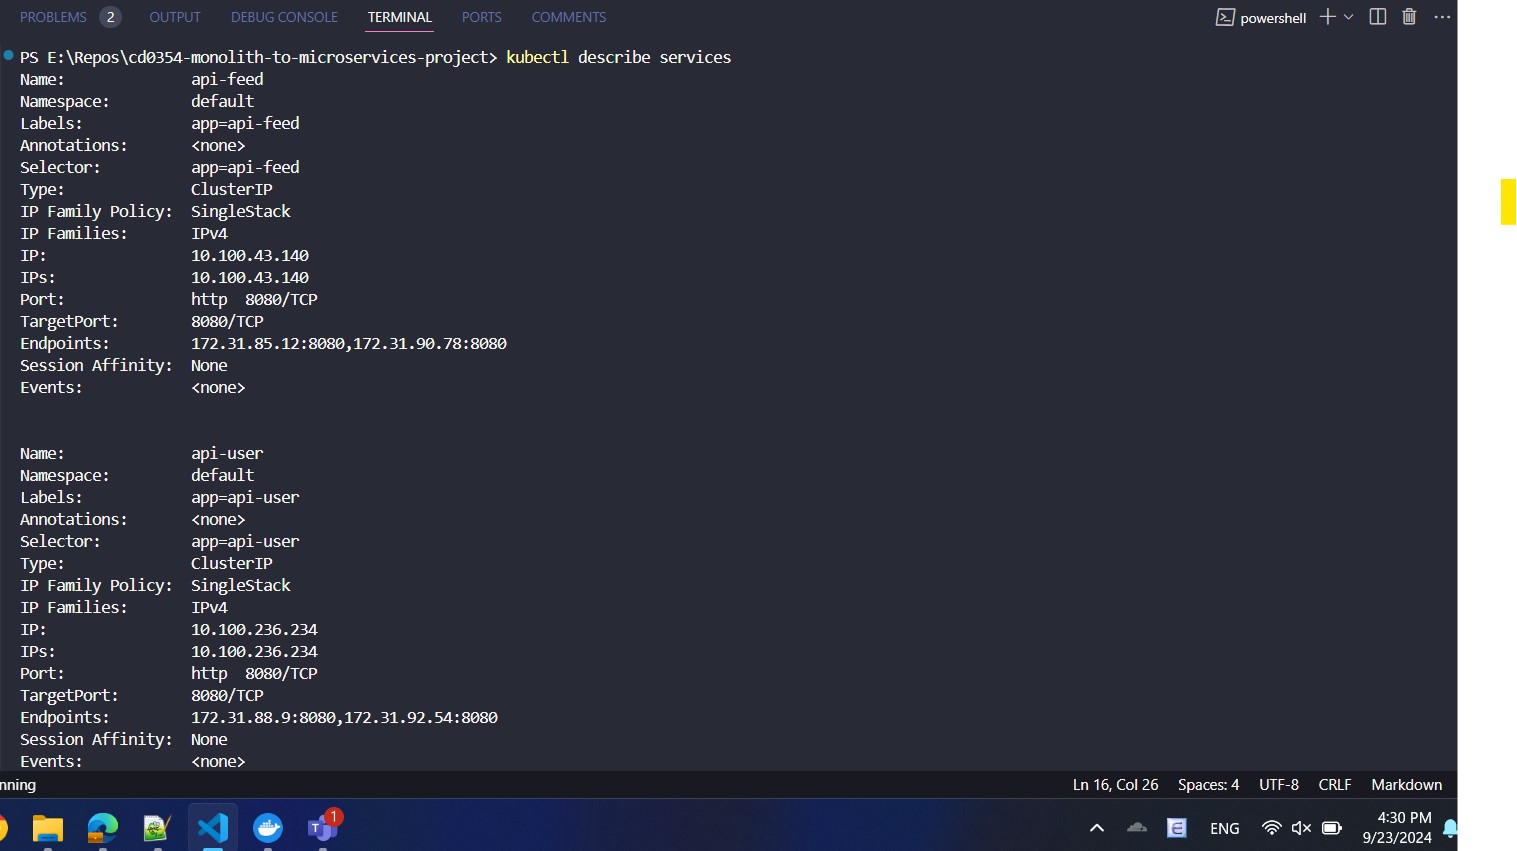 PROBLEMS 2 OUTPUT DEBUG CONSOLE TERMINAL PORTS COMMENTS powershell
PS E:\Repos\cd0354-monolith-to-microservices-project> kubectl describe services
Name: api-feed
Namespace: default
Labels: app=api-feed
Annotations: <none>
Selector: app=api-feed
Type: ClusterIP
IP Family Policy: SingleStack
IP Families: IPv4
IP: 10.100.43.140
IPs: 10.100.43.140
Port: http 8080/TCP
TargetPort: 8080/TCP
Endpoints: 172.31.85.12:8080,172.31.90.78:8080
Session Affinity: None
Events: <none>
Name: api-user
Namespace: default
Labels: app=api-user
Annotations: <none>
Selector: app=api-user
Type: ClusterIP
IP Family Policy: SingleStack
IP Families: IPv4
IP: 10.100.236.234
IPs: 10.100.236.234
Port: http 8080/TCP
TargetPort: 8080/TCP
Endpoints: 172.31.88.9:8080,172.31.92.54:8080
Session Affinity: None
Events: <none>
nning Ln 16, Col 26 Spaces: 4 UTF-8 CRLF Markdown
1
ENG 4:30 PM
9/23/2024